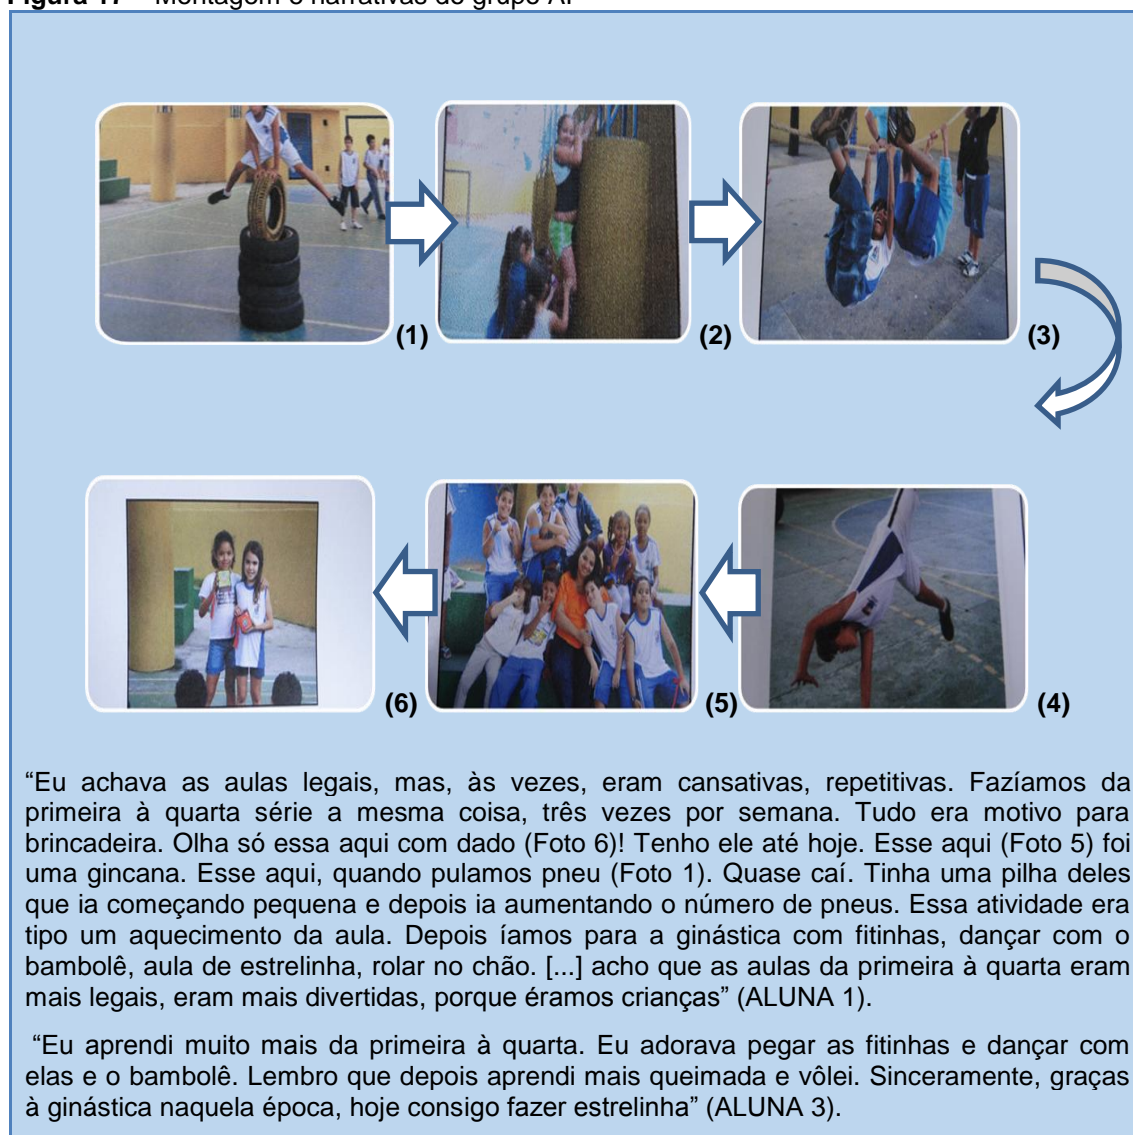 Figura 17 – Montagem e narrativas do grupo AF
(1)
(2)
(3)
(6)
(5)
(4)
“Eu achava as aulas legais, mas, às vezes, eram cansativas, repetitivas. Fazíamos da
primeira à quarta série a mesma coisa, três vezes por semana. Tudo era motivo para
brincadeira. Olha só essa aqui com dado (Foto 6)! Tenho ele até hoje. Esse aqui (Foto 5) foi
uma gincana. Esse aqui, quando pulamos pneu (Foto 1). Quase caí. Tinha uma pilha deles
que ia começando pequena e depois ia aumentando o número de pneus. Essa atividade era
tipo um aquecimento da aula. Depois íamos para a ginástica com fitinhas, dançar com o
bambolê, aula de estrelinha, rolar no chão. [...] acho que as aulas da primeira à quarta eram
mais legais, eram mais divertidas, porque éramos crianças” (ALUNA 1).
“Eu aprendi muito mais da primeira à quarta. Eu adorava pegar as fitinhas e dançar com
elas e o bambolê. Lembro que depois aprendi mais queimada e vôlei. Sinceramente, graças
à ginástica naquela época, hoje consigo fazer estrelinha” (ALUNA 3).